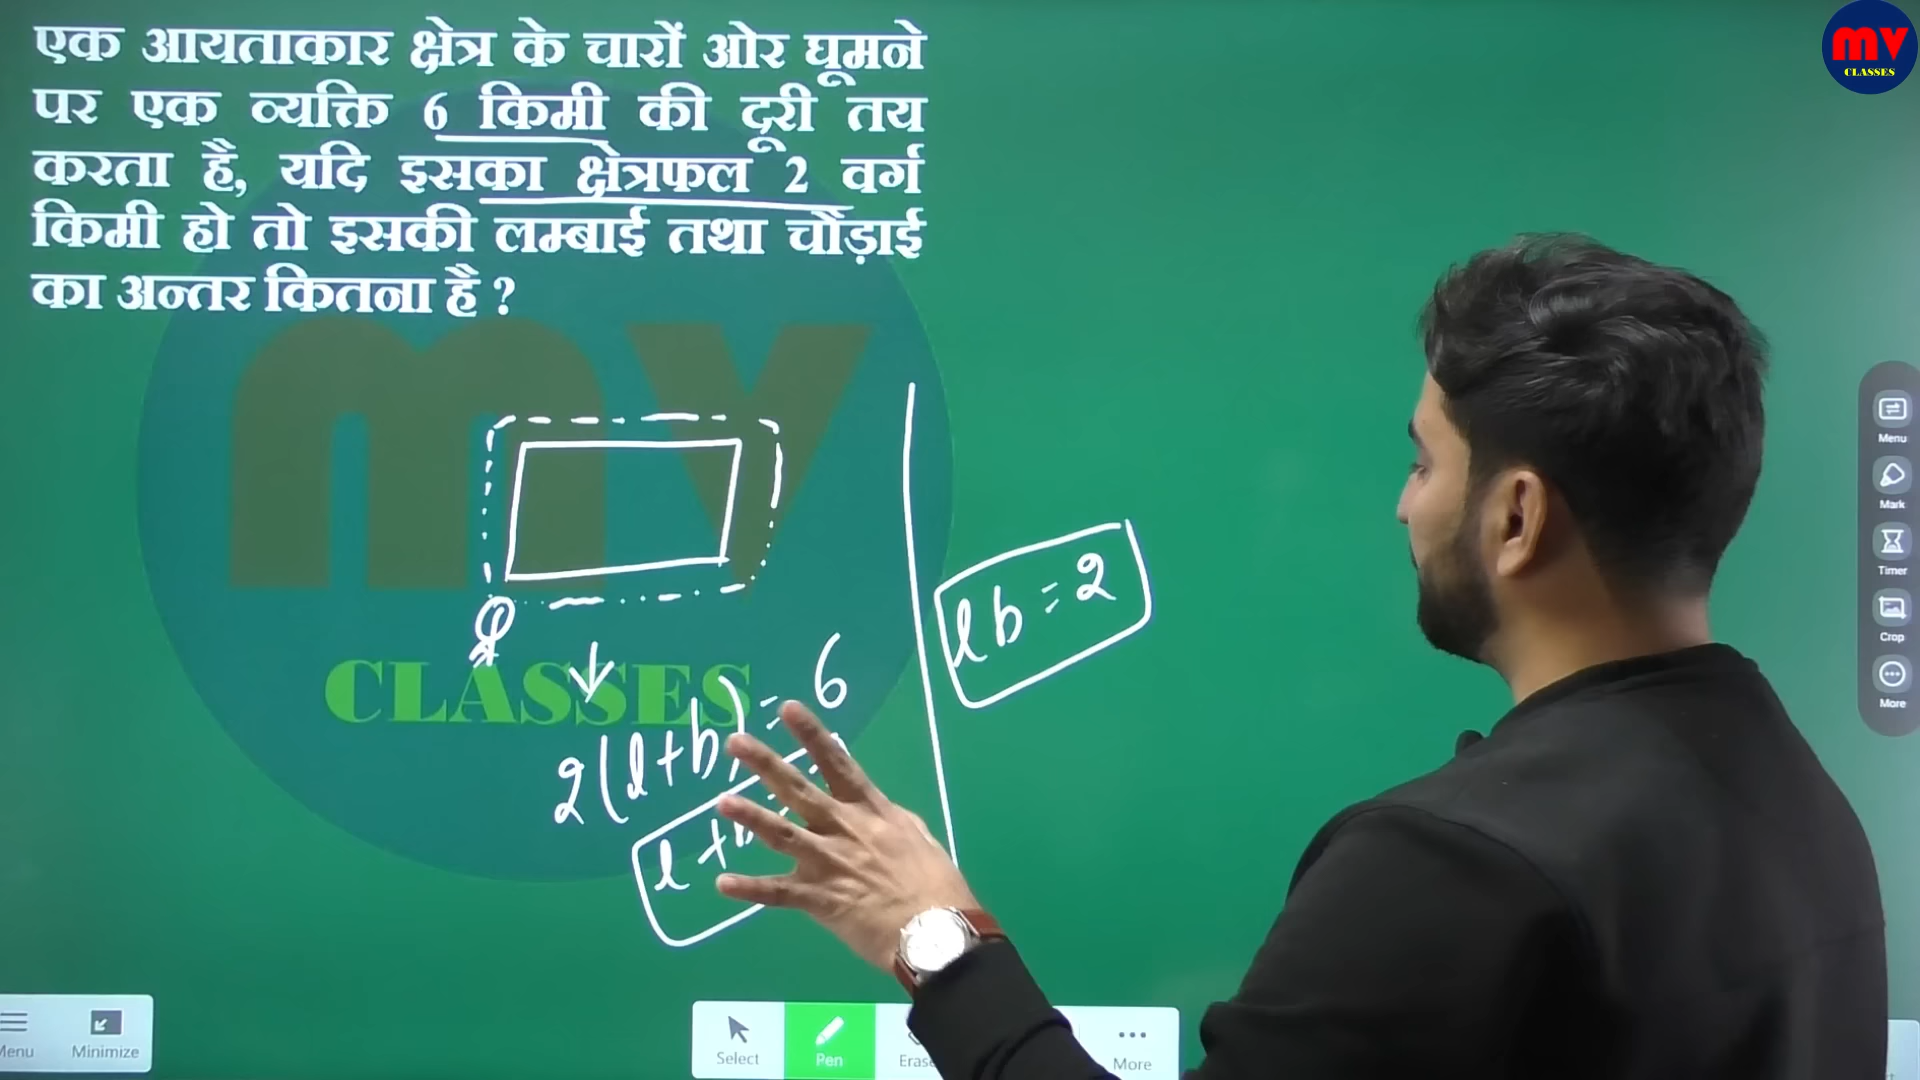 एक आयताकार क्षेत्र के चारों ओर घूमने
पर एक व्यक्ति 6 किमी की दूरी तय
करता है, यदि इसका क्षेत्रफल 2 वर्ग
किमी हो तो इसकी लम्बाई तथा चौड़ाई
का अन्तर कितना है ?
mv
CLASSES
mv
CLASSES
2(l+b) = 6
l +
lb = 2
Menu
Mark
Timer
Crop
More
Minimize
Select
Pen
More